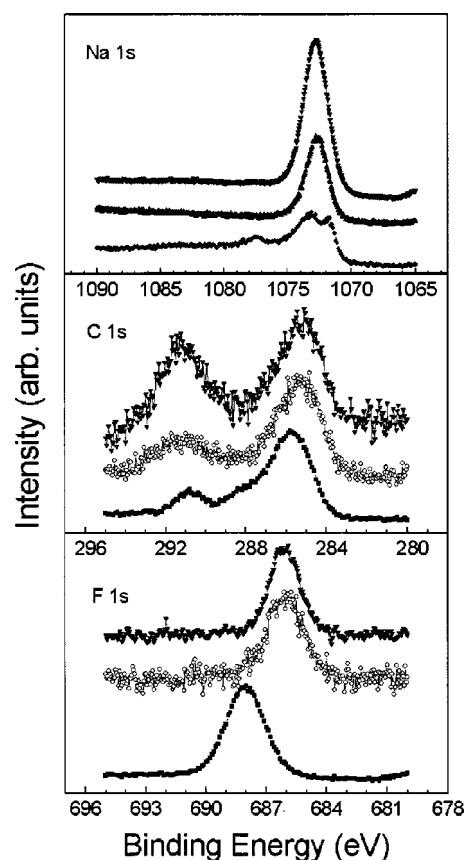 Na 1s
1090 1085 1080 1075 1070 1065
C 1s
296 292 288 284 280
F 1s
696 693 690 687 684 681 678
Binding Energy (eV)
Intensity (arb. units)